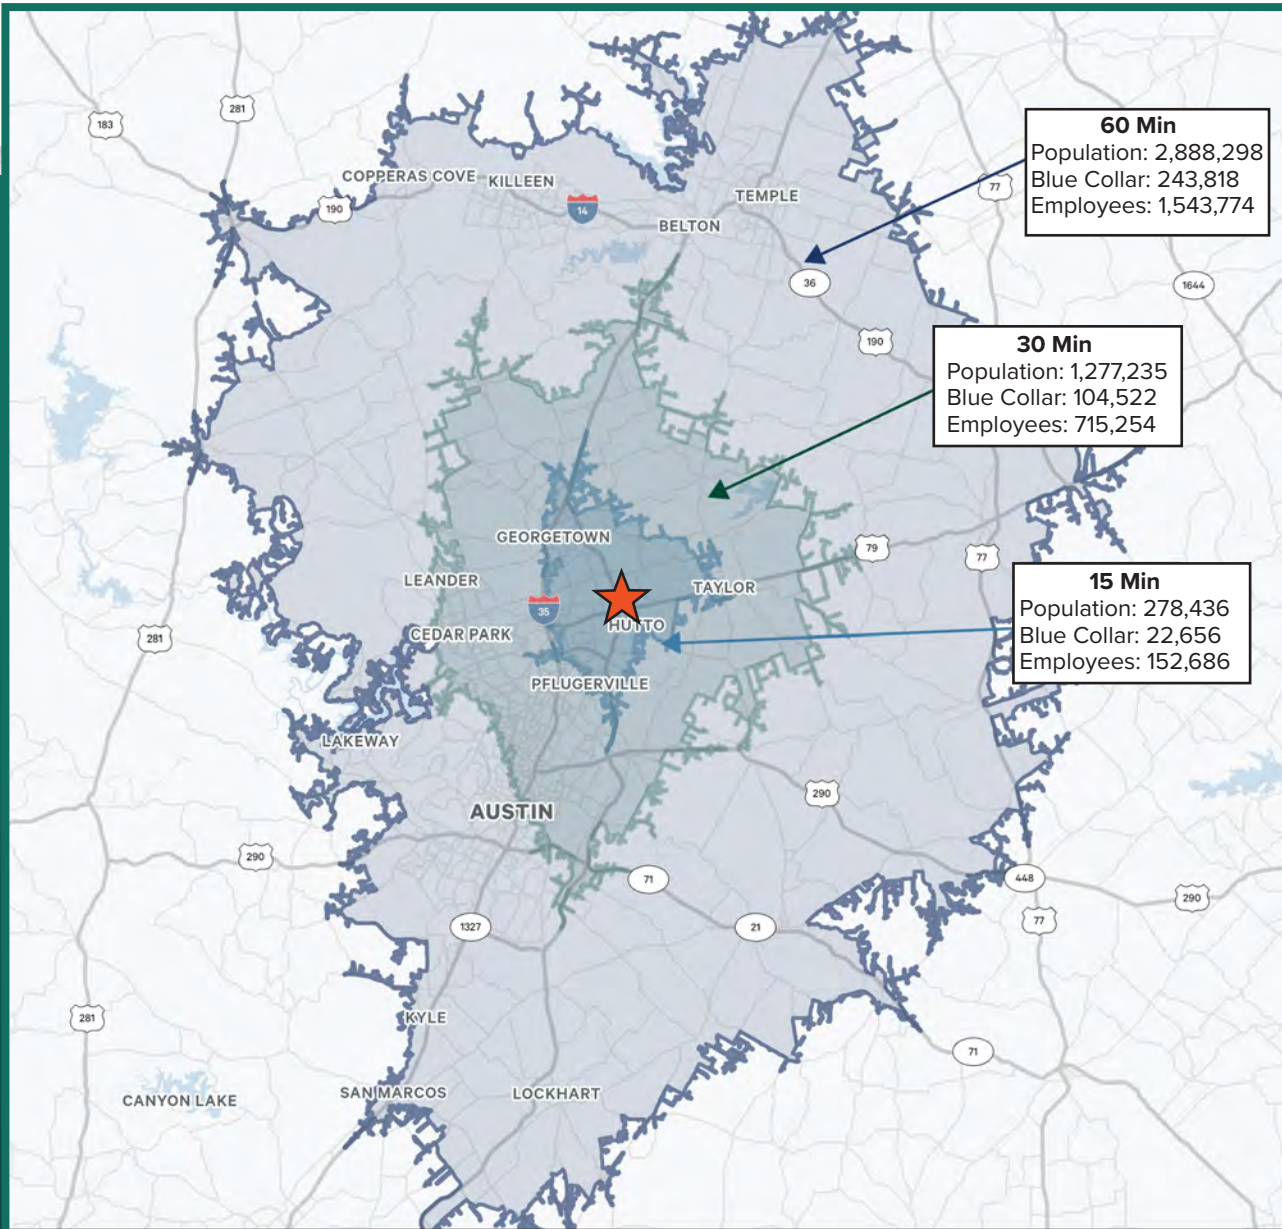 281
183
60 Min
Population: 2,888,298
Blue Collar: 243,818
Employees: 1,543,774
COPPERAS COVE
KILLEEN
TEMPLE
77
190
14
BELTON
36
1644
190
30 Min
Population: 1,277,235
Blue Collar: 104,522
Employees: 715,254
GEORGETOWN
79
77
LEANDER
TAYLOR
15 Min
Population: 278,436
Blue Collar: 22,656
Employees: 152,686
35
HUTTO
CEDAR PARK
281
PFLUGERVILLE
LAKEWAY
290
AUSTIN
290
71
448
290
77
1327
21
KYLE
281
71
SAN MARCOS
LOCKHART
CANYON LAKE